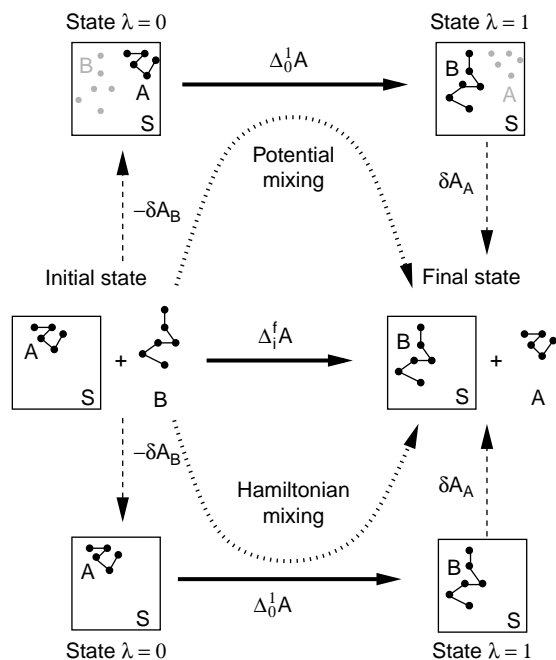 State λ = 0
State λ = 1
B
A
S
Δ₀¹A
B
A
S
Potential
mixing
−δA_B
δA_A
Initial state
Final state
A
S
+
B
ΔᵢᶠA
B
S
+
A
−δA_B
Hamiltonian
mixing
δA_A
A
S
Δ₀¹A
B
S
State λ = 0
State λ = 1